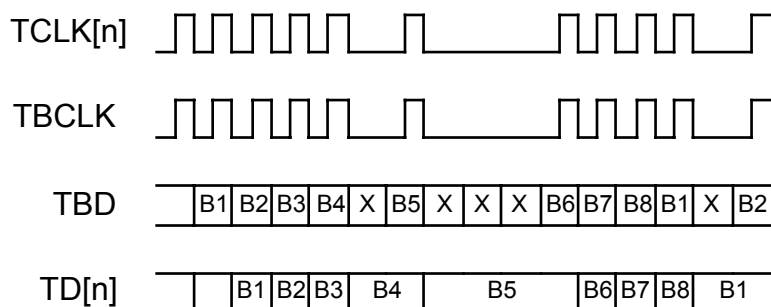 TCLK[n]
TBCLK
TBD B1 B2 B3 B4 X B5 X X X B6 B7 B8 B1 X B2
TD[n] B1 B2 B3 B4 B5 B6 B7 B8 B1